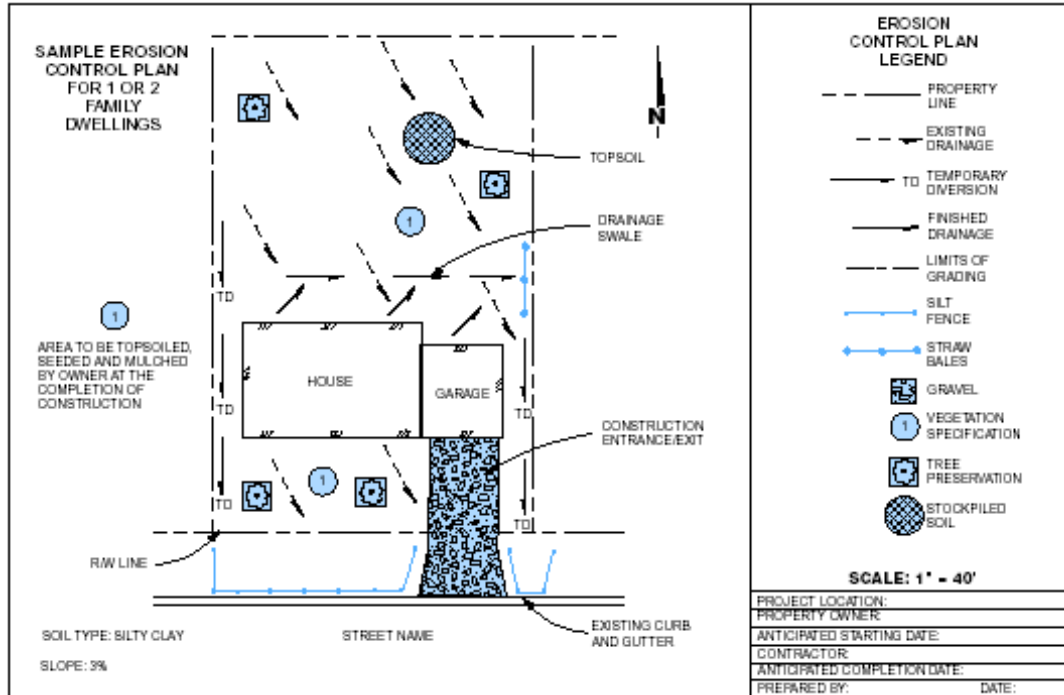 SAMPLE EROSION
CONTROL PLAN
FOR 1 OR 2
FAMILY
DWELLINGS
N
TOPSOIL
1
DRAINAGE
SWALE
TD
1
AREA TO BE TOPSOILED,
SEEDED AND MULCHED
BY OWNER AT THE
COMPLETION OF
CONSTRUCTION
HOUSE
GARAGE
TD
TD
CONSTRUCTION
ENTRANCE/EXIT
1
TD
TD
R/W LINE
EXISTING CURB
AND GUTTER
SOIL TYPE: SILTY CLAY
STREET NAME
SLOPE: 3%
EROSION
CONTROL PLAN
LEGEND
PROPERTY
LINE
EXISTING
DRAINAGE
TD TEMPORARY
DIVERSION
FINISHED
DRAINAGE
LIMITS OF
GRADING
SILT
FENCE
STRAW
BALES
GRAVEL
1 VEGETATION
SPECIFICATION
TREE
PRESERVATION
STOCKPILED
SOIL
SCALE: 1" = 40'
PROJECT LOCATION:
PROPERTY OWNER:
ANTICIPATED STARTING DATE:
CONTRACTOR:
ANTICIPATED COMPLETION DATE:
PREPARED BY: DATE: